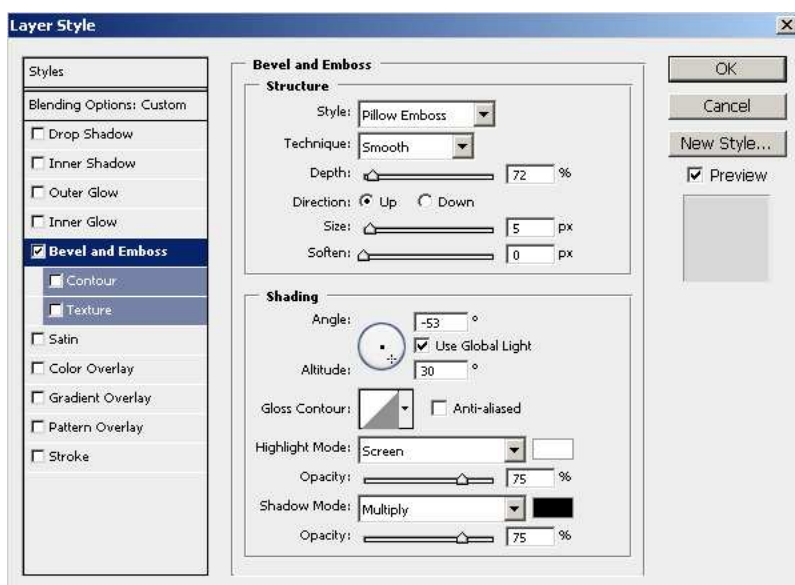 Layer Style
Styles
Blending Options: Custom
Drop Shadow
Inner Shadow
Outer Glow
Inner Glow
Bevel and Emboss
Contour
Texture
Satin
Color Overlay
Gradient Overlay
Pattern Overlay
Stroke
Bevel and Emboss
Structure
Style: Pillow Emboss
Technique: Smooth
Depth: 72 %
Direction: Up Down
Size: 5 px
Soften: 0 px
Shading
Angle: -53 °
Use Global Light
Altitude: 30 °
Gloss Contour: Anti-aliased
Highlight Mode: Screen
Opacity: 75 %
Shadow Mode: Multiply
Opacity: 75 %
OK
Cancel
New Style...
Preview